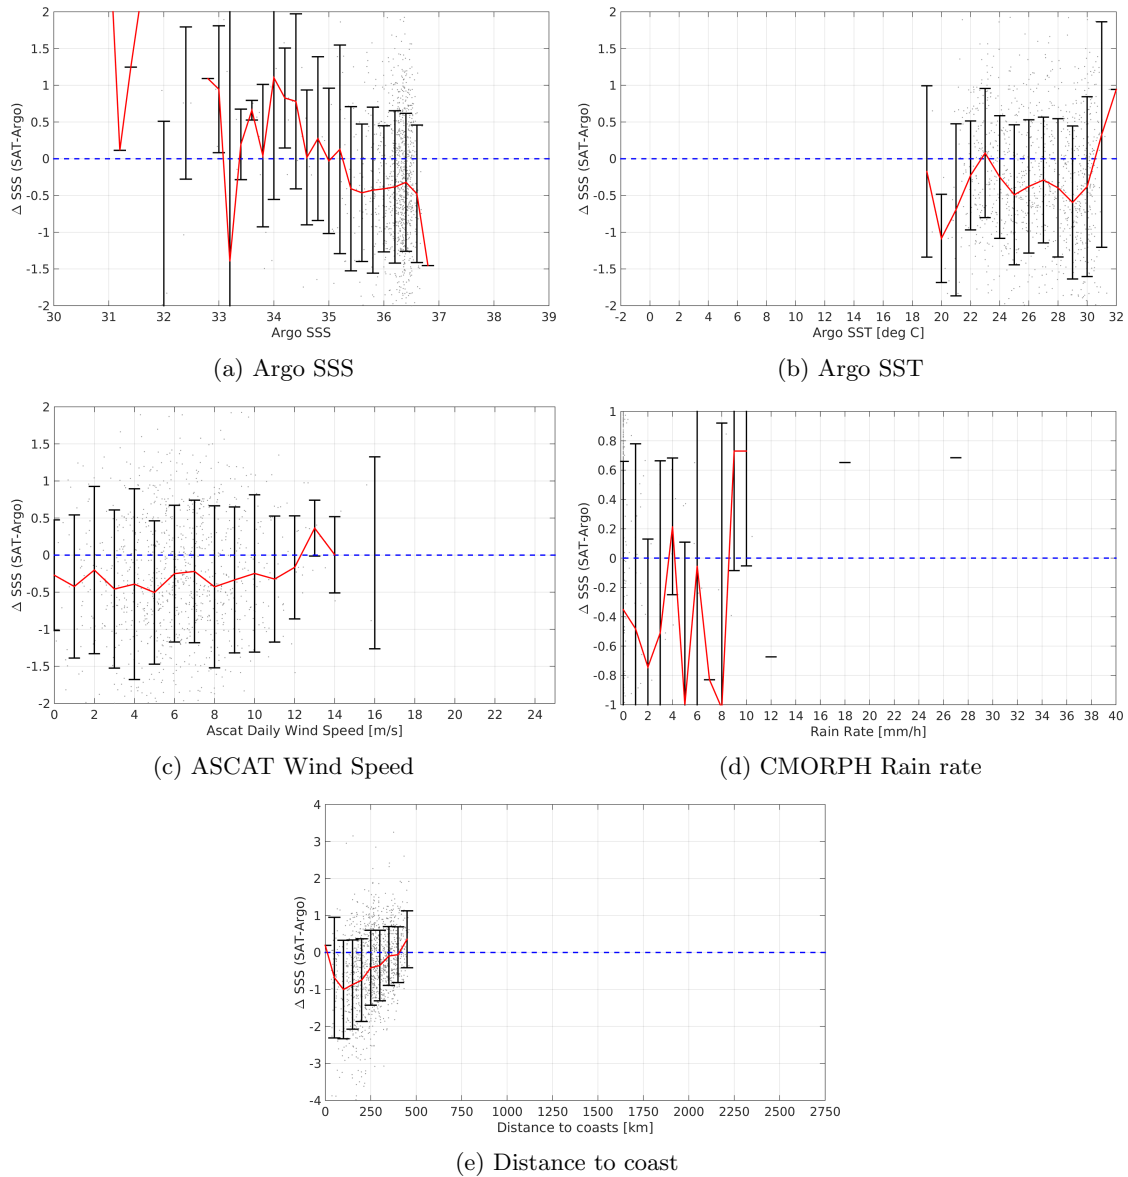 2
1.5
1
0.5
0
-0.5
-1
-1.5
-2
30 31 32 33 34 35 36 37 38 39
Argo SSS
Δ SSS (SAT-Argo)
(a) Argo SSS
2
1.5
1
0.5
0
-0.5
-1
-1.5
-2
-2 0 2 4 6 8 10 12 14 16 18 20 22 24 26 28 30 32
Argo SST [deg C]
Δ SSS (SAT-Argo)
(b) Argo SST
2
1.5
1
0.5
0
-0.5
-1
-1.5
-2
0 2 4 6 8 10 12 14 16 18 20 22 24
Ascat Daily Wind Speed [m/s]
Δ SSS (SAT-Argo)
(c) ASCAT Wind Speed
1
0.8
0.6
0.4
0.2
0
-0.2
-0.4
-0.6
-0.8
-1
0 2 4 6 8 10 12 14 16 18 20 22 24 26 28 30 32 34 36 38 40
Rain Rate [mm/h]
Δ SSS (SAT-Argo)
(d) CMORPH Rain rate
4
3
2
1
0
-1
-2
-3
-4
0 250 500 750 1000 1250 1500 1750 2000 2250 2500 2750
Distance to coasts [km]
Δ SSS (SAT-Argo)
(e) Distance to coast